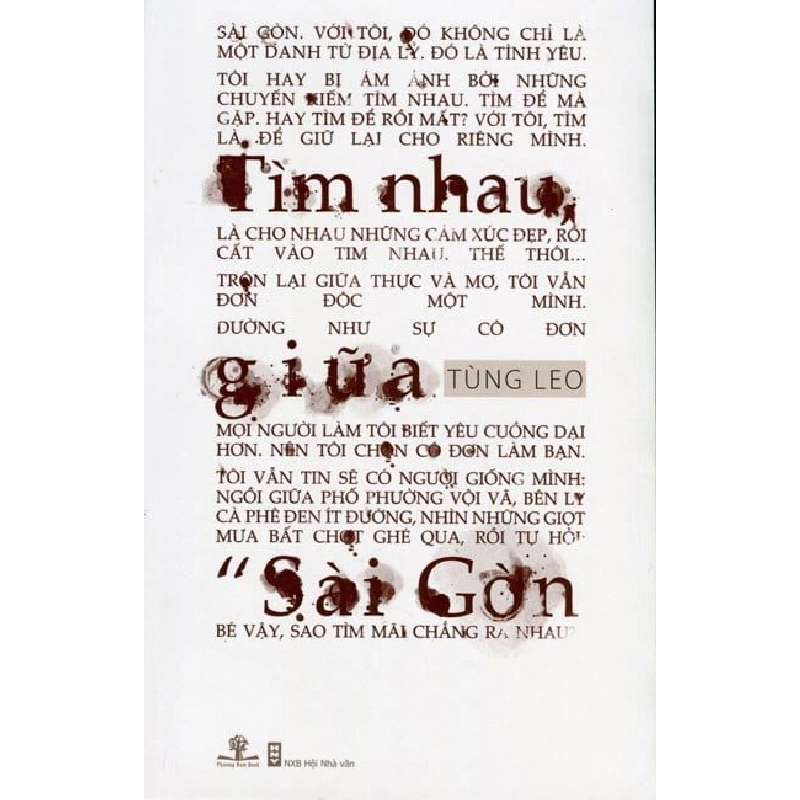 SÀI GÒN. VỚI TÔI, ĐÓ KHÔNG CHỈ LÀ
MỘT DANH TỪ ĐỊA LÝ. ĐÓ LÀ TÌNH YÊU.
TÔI HAY BỊ ÁM ẢNH BỞI NHỮNG
CHUYẾN KIẾM TÌM NHAU. TÌM ĐỂ MÀ
GẶP. HAY TÌM ĐỂ RỒI MẤT? VỚI TÔI, TÌM
LÀ ĐỂ GIỮ LẠI CHO RIÊNG MÌNH.
Tìm nhau,
LÀ CHO NHAU NHỮNG CẢM XÚC ĐẸP, RỒI
CẤT VÀO TIM NHAU. THẾ THÔI...
TRỘN LẠI GIỮA THỰC VÀ MƠ, TÔI VẪN
ĐƠN ĐỘC MỘT MÌNH.
ĐƯỜNG NHƯ SỰ CÔ ĐƠN
giữa
TÙNG LEO
MỌI NGƯỜI LÀM TÔI BIẾT YÊU CUỒNG DẠI
HƠN. NÊN TÔI CHỌN CÔ ĐƠN LÀM BẠN.
TÔI VẪN TIN SẼ CÓ NGƯỜI GIỐNG MÌNH:
NGỒI GIỮA PHỐ PHƯỜNG VỘI VÃ, BÊN LY
CÀ PHÊ ĐEN ÍT ĐƯỜNG, NHÌN NHỮNG GIỌT
MƯA BẤT CHỢT GHÉ QUA, RỒI TỰ HỎI:
“Sài Gòn
BÉ VẬY, SAO TÌM MÃI CHẲNG RA NHAU?
Phuong Nam Book
NXB Hội Nhà văn